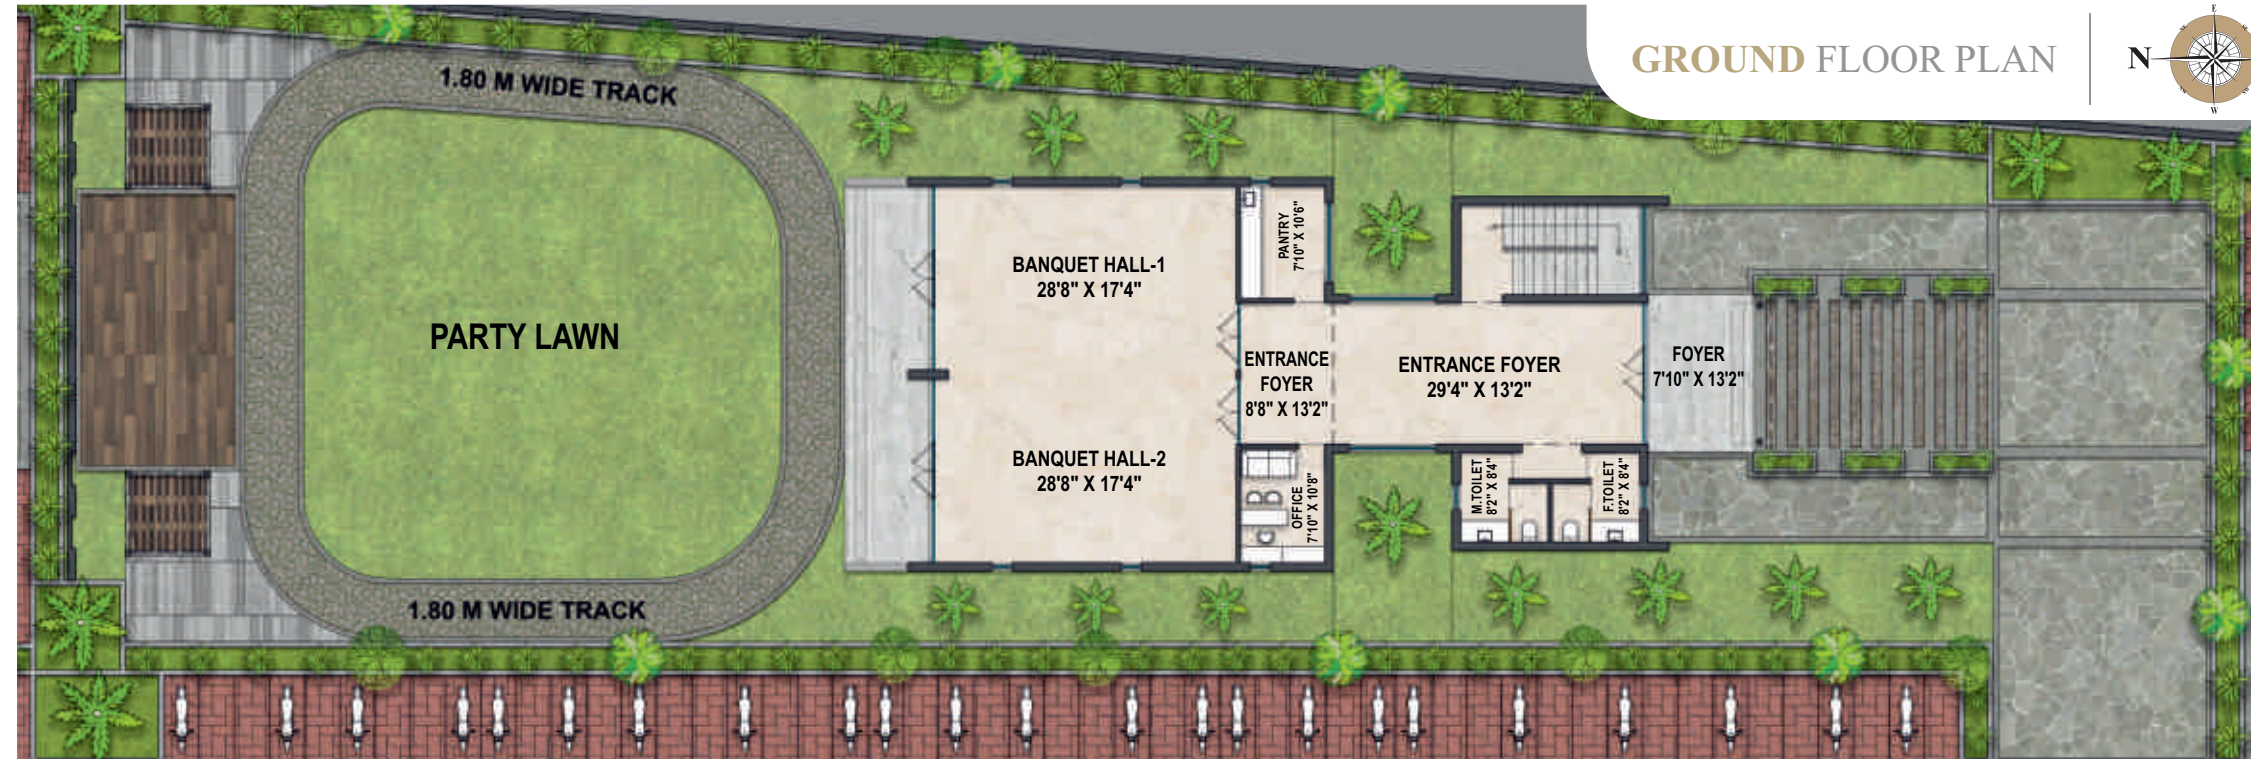 GROUND FLOOR PLAN
E
N
W
1.80 M WIDE TRACK
PARTY LAWN
BANQUET HALL-1
28'8" X 17'4"
PANTRY
7'10" X 10'6"
ENTRANCE
FOYER
8'8" X 13'2"
ENTRANCE FOYER
29'4" X 13'2"
FOYER
7'10" X 13'2"
BANQUET HALL-2
28'8" X 17'4"
OFFICE
7'10" X 10'8"
M.TOILET
8'2" X 8'4"
F.TOILET
8'2" X 8'4"
1.80 M WIDE TRACK